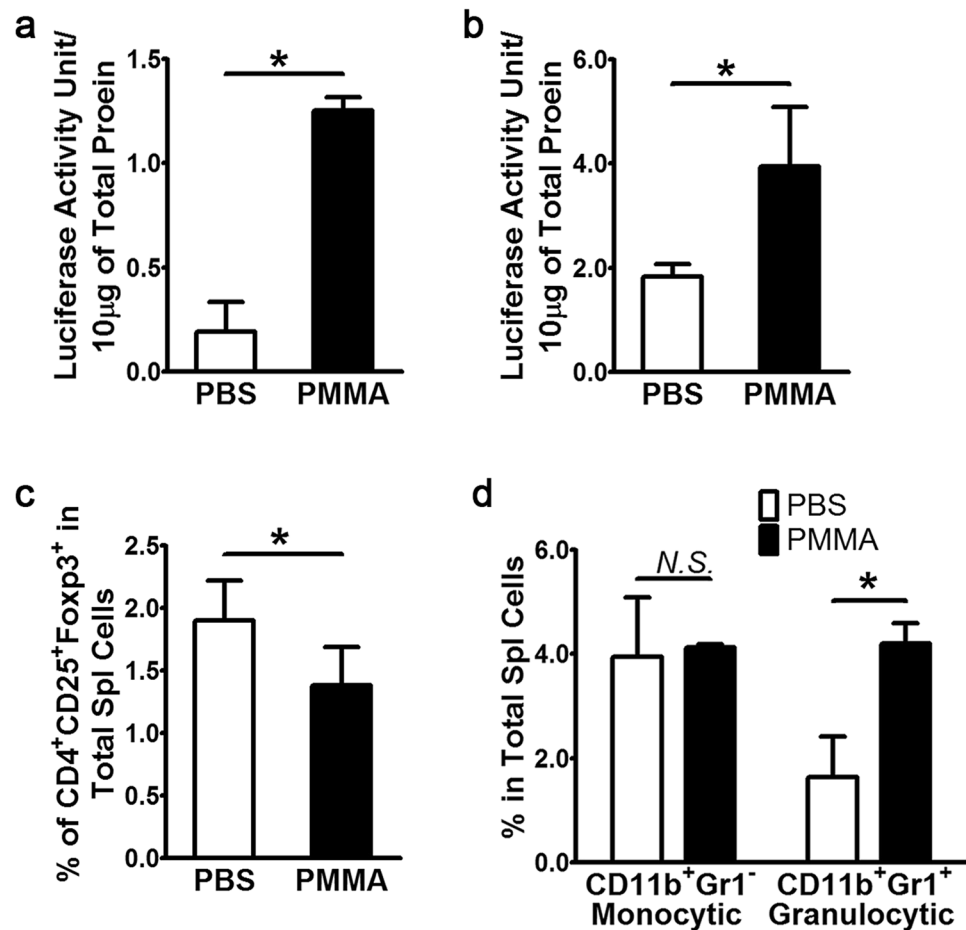 a
Luciferase Activity Unit/
10μg of Total Protein
1.5
1.0
0.5
0.0
*
PBS
PMMA
b
Luciferase Activity Unit/
10μg of Total Protein
6.0
4.0
2.0
0.0
*
PBS
PMMA
c
% of CD4⁺CD25⁺Foxp3⁺ in
Total Spl Cells
2.5
2.0
1.5
1.0
0.5
0.0
*
PBS
PMMA
d
PBS
PMMA
% in Total Spl Cells
6.0
4.0
2.0
0.0
N.S.
*
CD11b⁺Gr1⁻
Monocytic
CD11b⁺Gr1⁺
Granulocytic